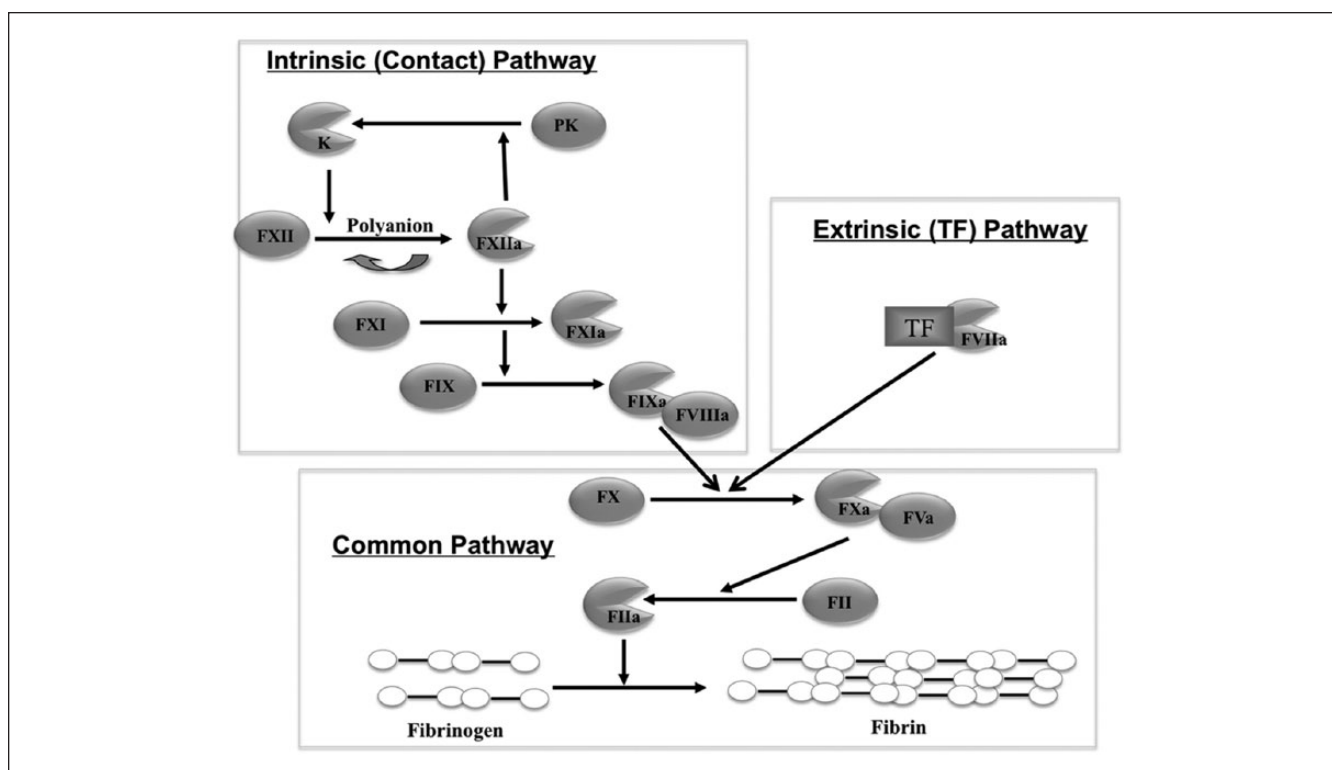 Intrinsic (Contact) Pathway
K
PK
FXII
Polyanion
FXIIa
FXI
FXIa
FIX
FIXa
FVIIIa
Extrinsic (TF) Pathway
TF
FVIIa
Common Pathway
FX
FXa
FVa
FIIa
FII
Fibrinogen
Fibrin